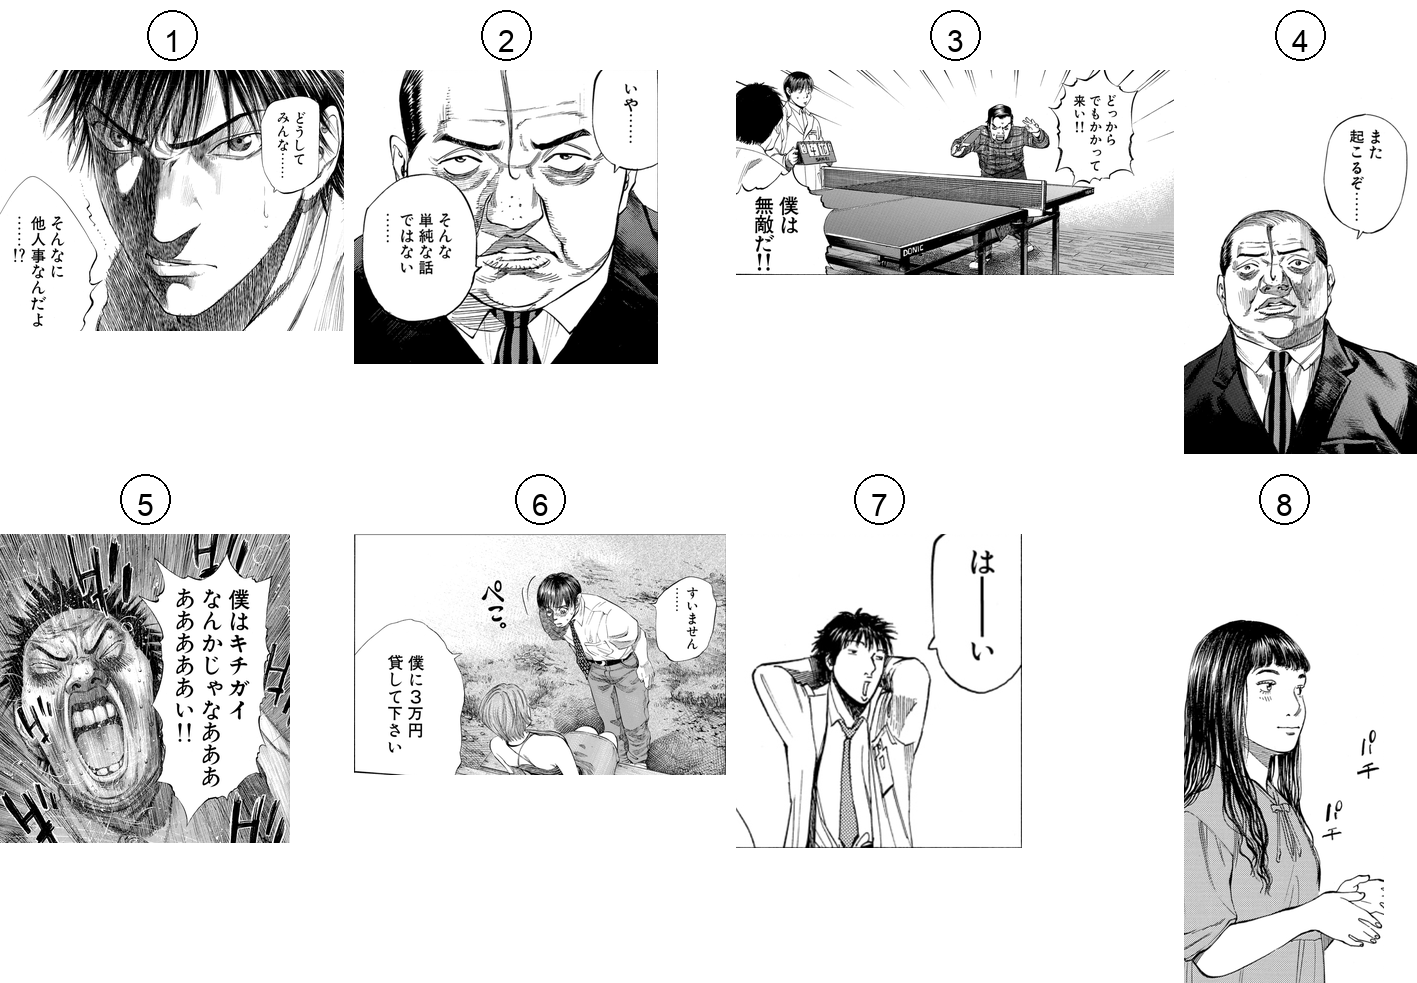 1
どうして
みんな……
そんなに
他人事なんだよ
……!?
2
いや……
そんな
単純な話
ではない
……
3
どっから
でもかかって
来い!!
僕は
無敵だ!!
DONIC
4
また
起こるぞ……
5
僕はキチガイ
なんかじゃなあああ
ああああああい!!
6
すいません
……
ぺこ。
僕に3万円
貸して下さい
7
はーーい
8
パチ
パチ